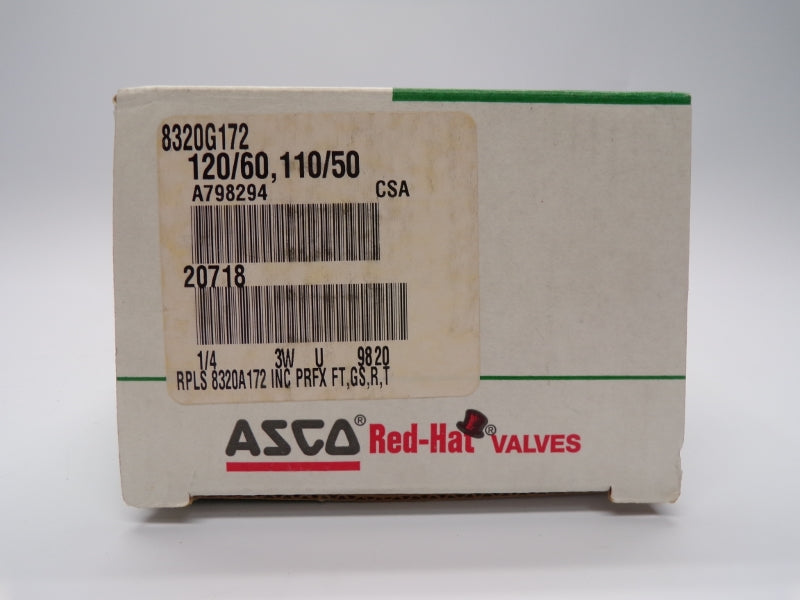 8320G172
120/60,110/50
A798294 CSA
20718
1/4 3W U 9820
RPLS 8320A172 INC PRFX FT,GS,R,T
ASCO® Red-Hat® VALVES